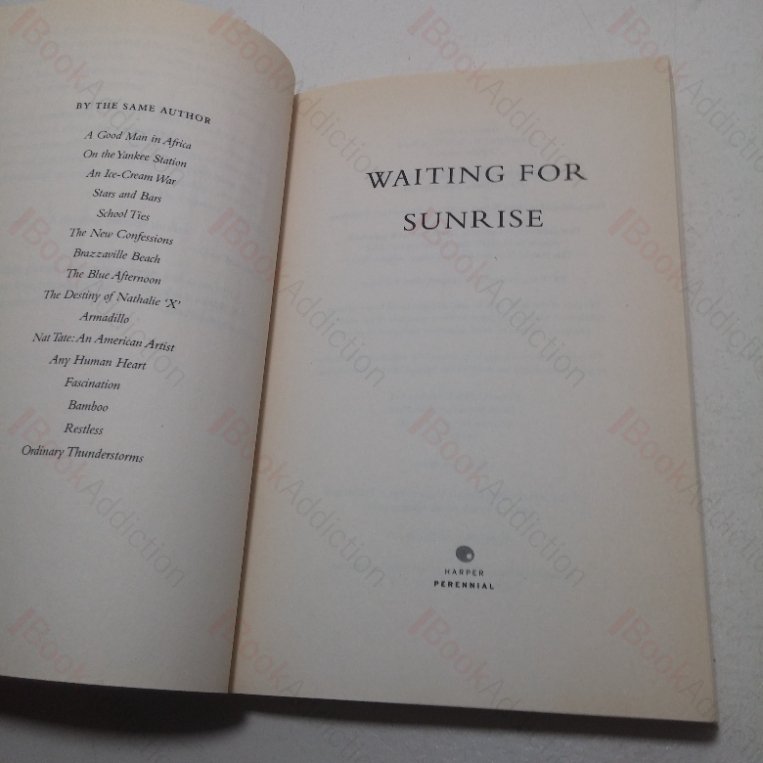 BY THE SAME AUTHOR
A Good Man in Africa
On the Yankee Station
An Ice-Cream War
Stars and Bars
School Ties
The New Confessions
Brazzaville Beach
The Blue Afternoon
The Destiny of Nathalie 'X'
Armadillo
Nat Tate: An American Artist
Any Human Heart
Fascination
Bamboo
Restless
Ordinary Thunderstorms
WAITING FOR
SUNRISE
HARPER
PERENNIAL
BookAddiction